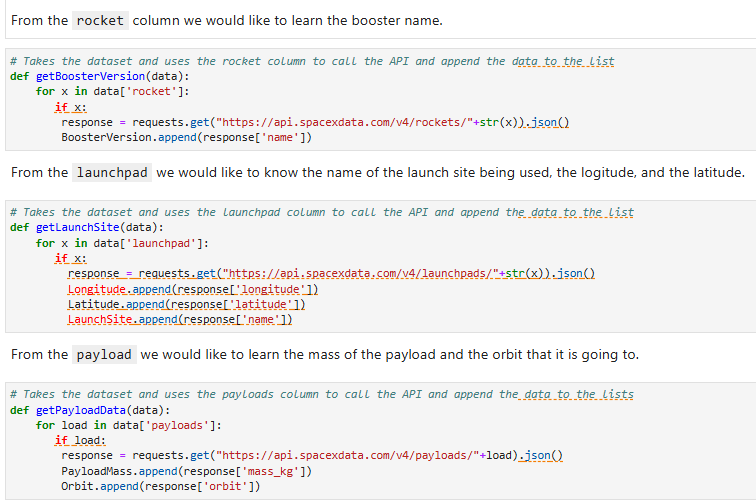 From the rocket column we would like to learn the booster name.
# Takes the dataset and uses the rocket column to call the API and append the data to the list
def getBoosterVersion(data):
    for x in data['rocket']:
       if x:
        response = requests.get("https://api.spacexdata.com/v4/rockets/"+str(x)).json()
        BoosterVersion.append(response['name'])
From the launchpad we would like to know the name of the launch site being used, the logitude, and the latitude.
# Takes the dataset and uses the launchpad column to call the API and append the data to the list
def getLaunchSite(data):
    for x in data['launchpad']:
       if x:
         response = requests.get("https://api.spacexdata.com/v4/launchpads/"+str(x)).json()
         Longitude.append(response['longitude'])
         Latitude.append(response['latitude'])
         LaunchSite.append(response['name'])
From the payload we would like to learn the mass of the payload and the orbit that it is going to.
# Takes the dataset and uses the payloads column to call the API and append the data to the lists
def getPayloadData(data):
    for load in data['payloads']:
       if load:
        response = requests.get("https://api.spacexdata.com/v4/payloads/"+load).json()
        PayloadMass.append(response['mass_kg'])
        Orbit.append(response['orbit'])